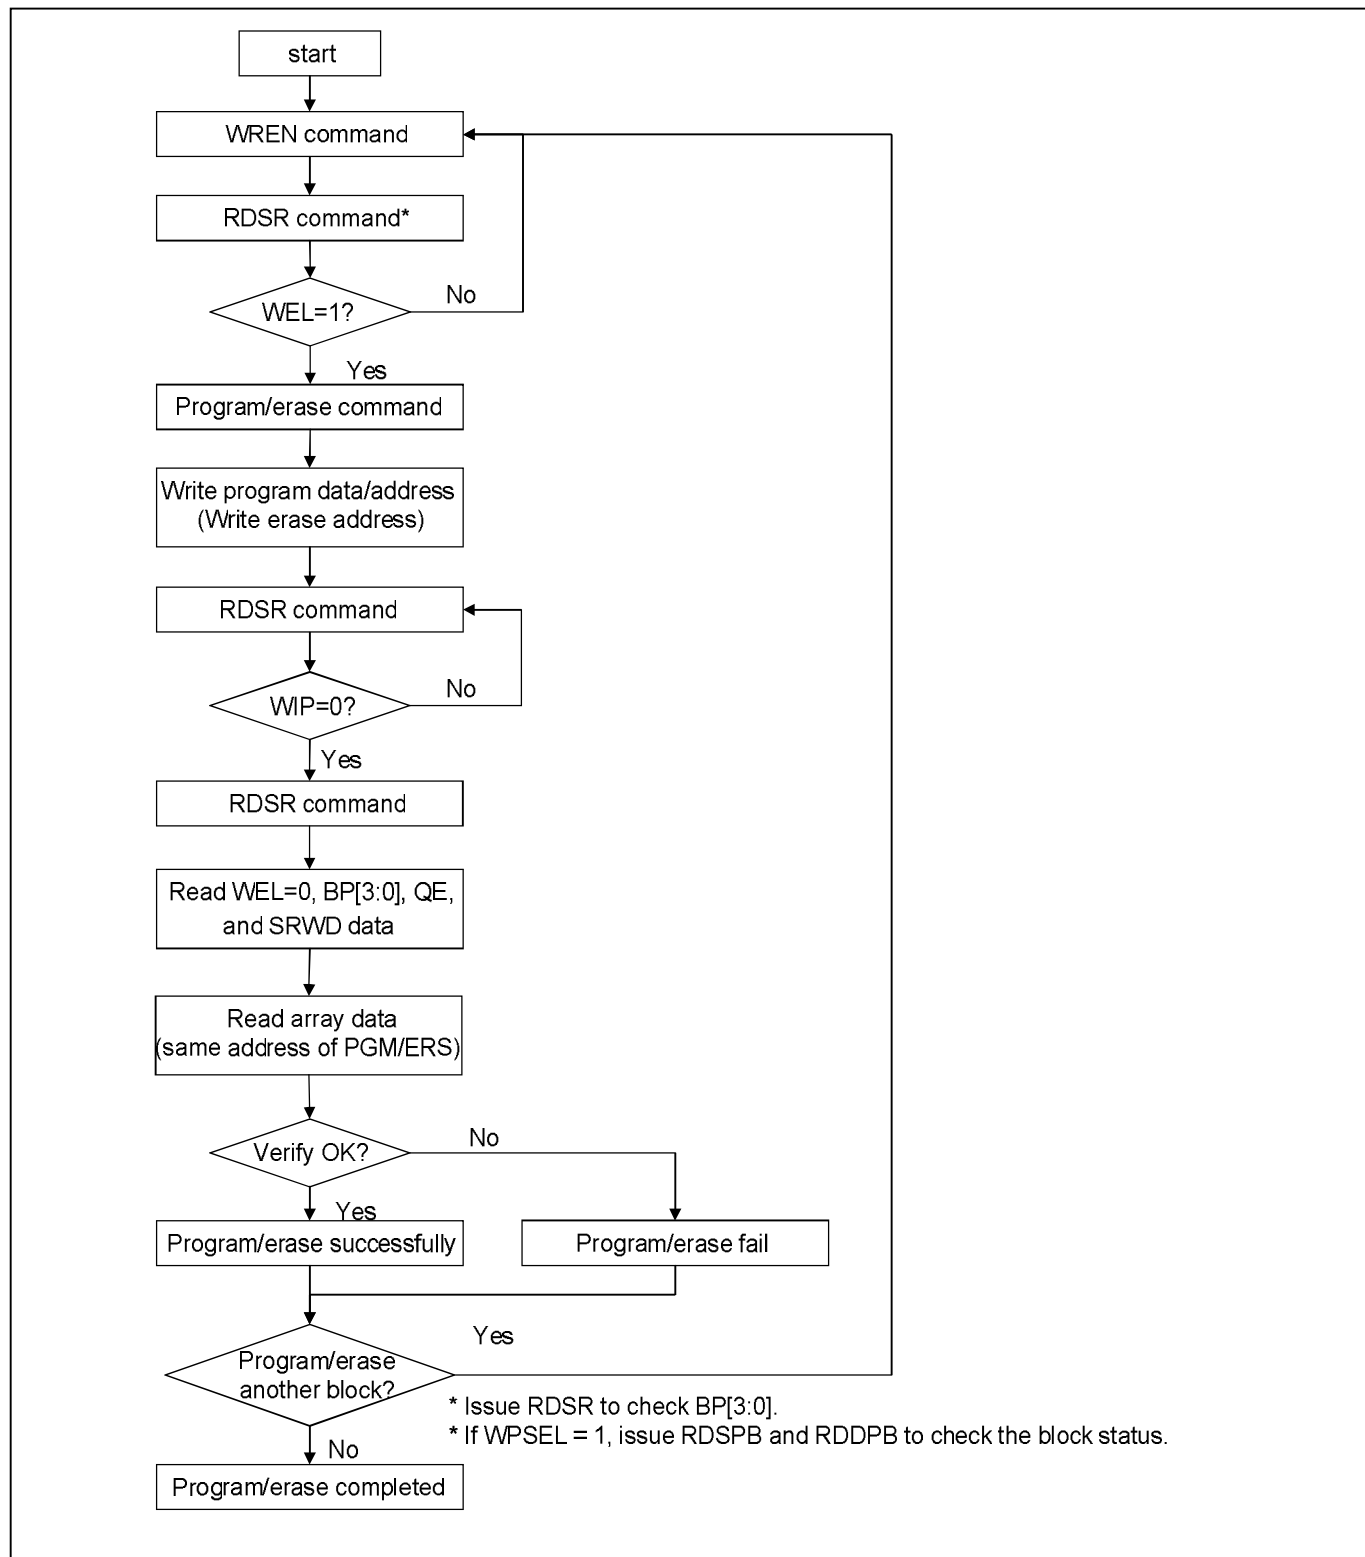 start
WREN command
RDSR command*
WEL=1?
No
Yes
Program/erase command
Write program data/address
(Write erase address)
RDSR command
WIP=0?
No
Yes
RDSR command
Read WEL=0, BP[3:0], QE,
and SRWD data
Read array data
(same address of PGM/ERS)
Verify OK?
No
Yes
Program/erase successfully
Program/erase fail
Yes
Program/erase
another block?
* Issue RDSR to check BP[3:0].
* If WPSEL = 1, issue RDSPB and RDDPB to check the block status.
No
Program/erase completed